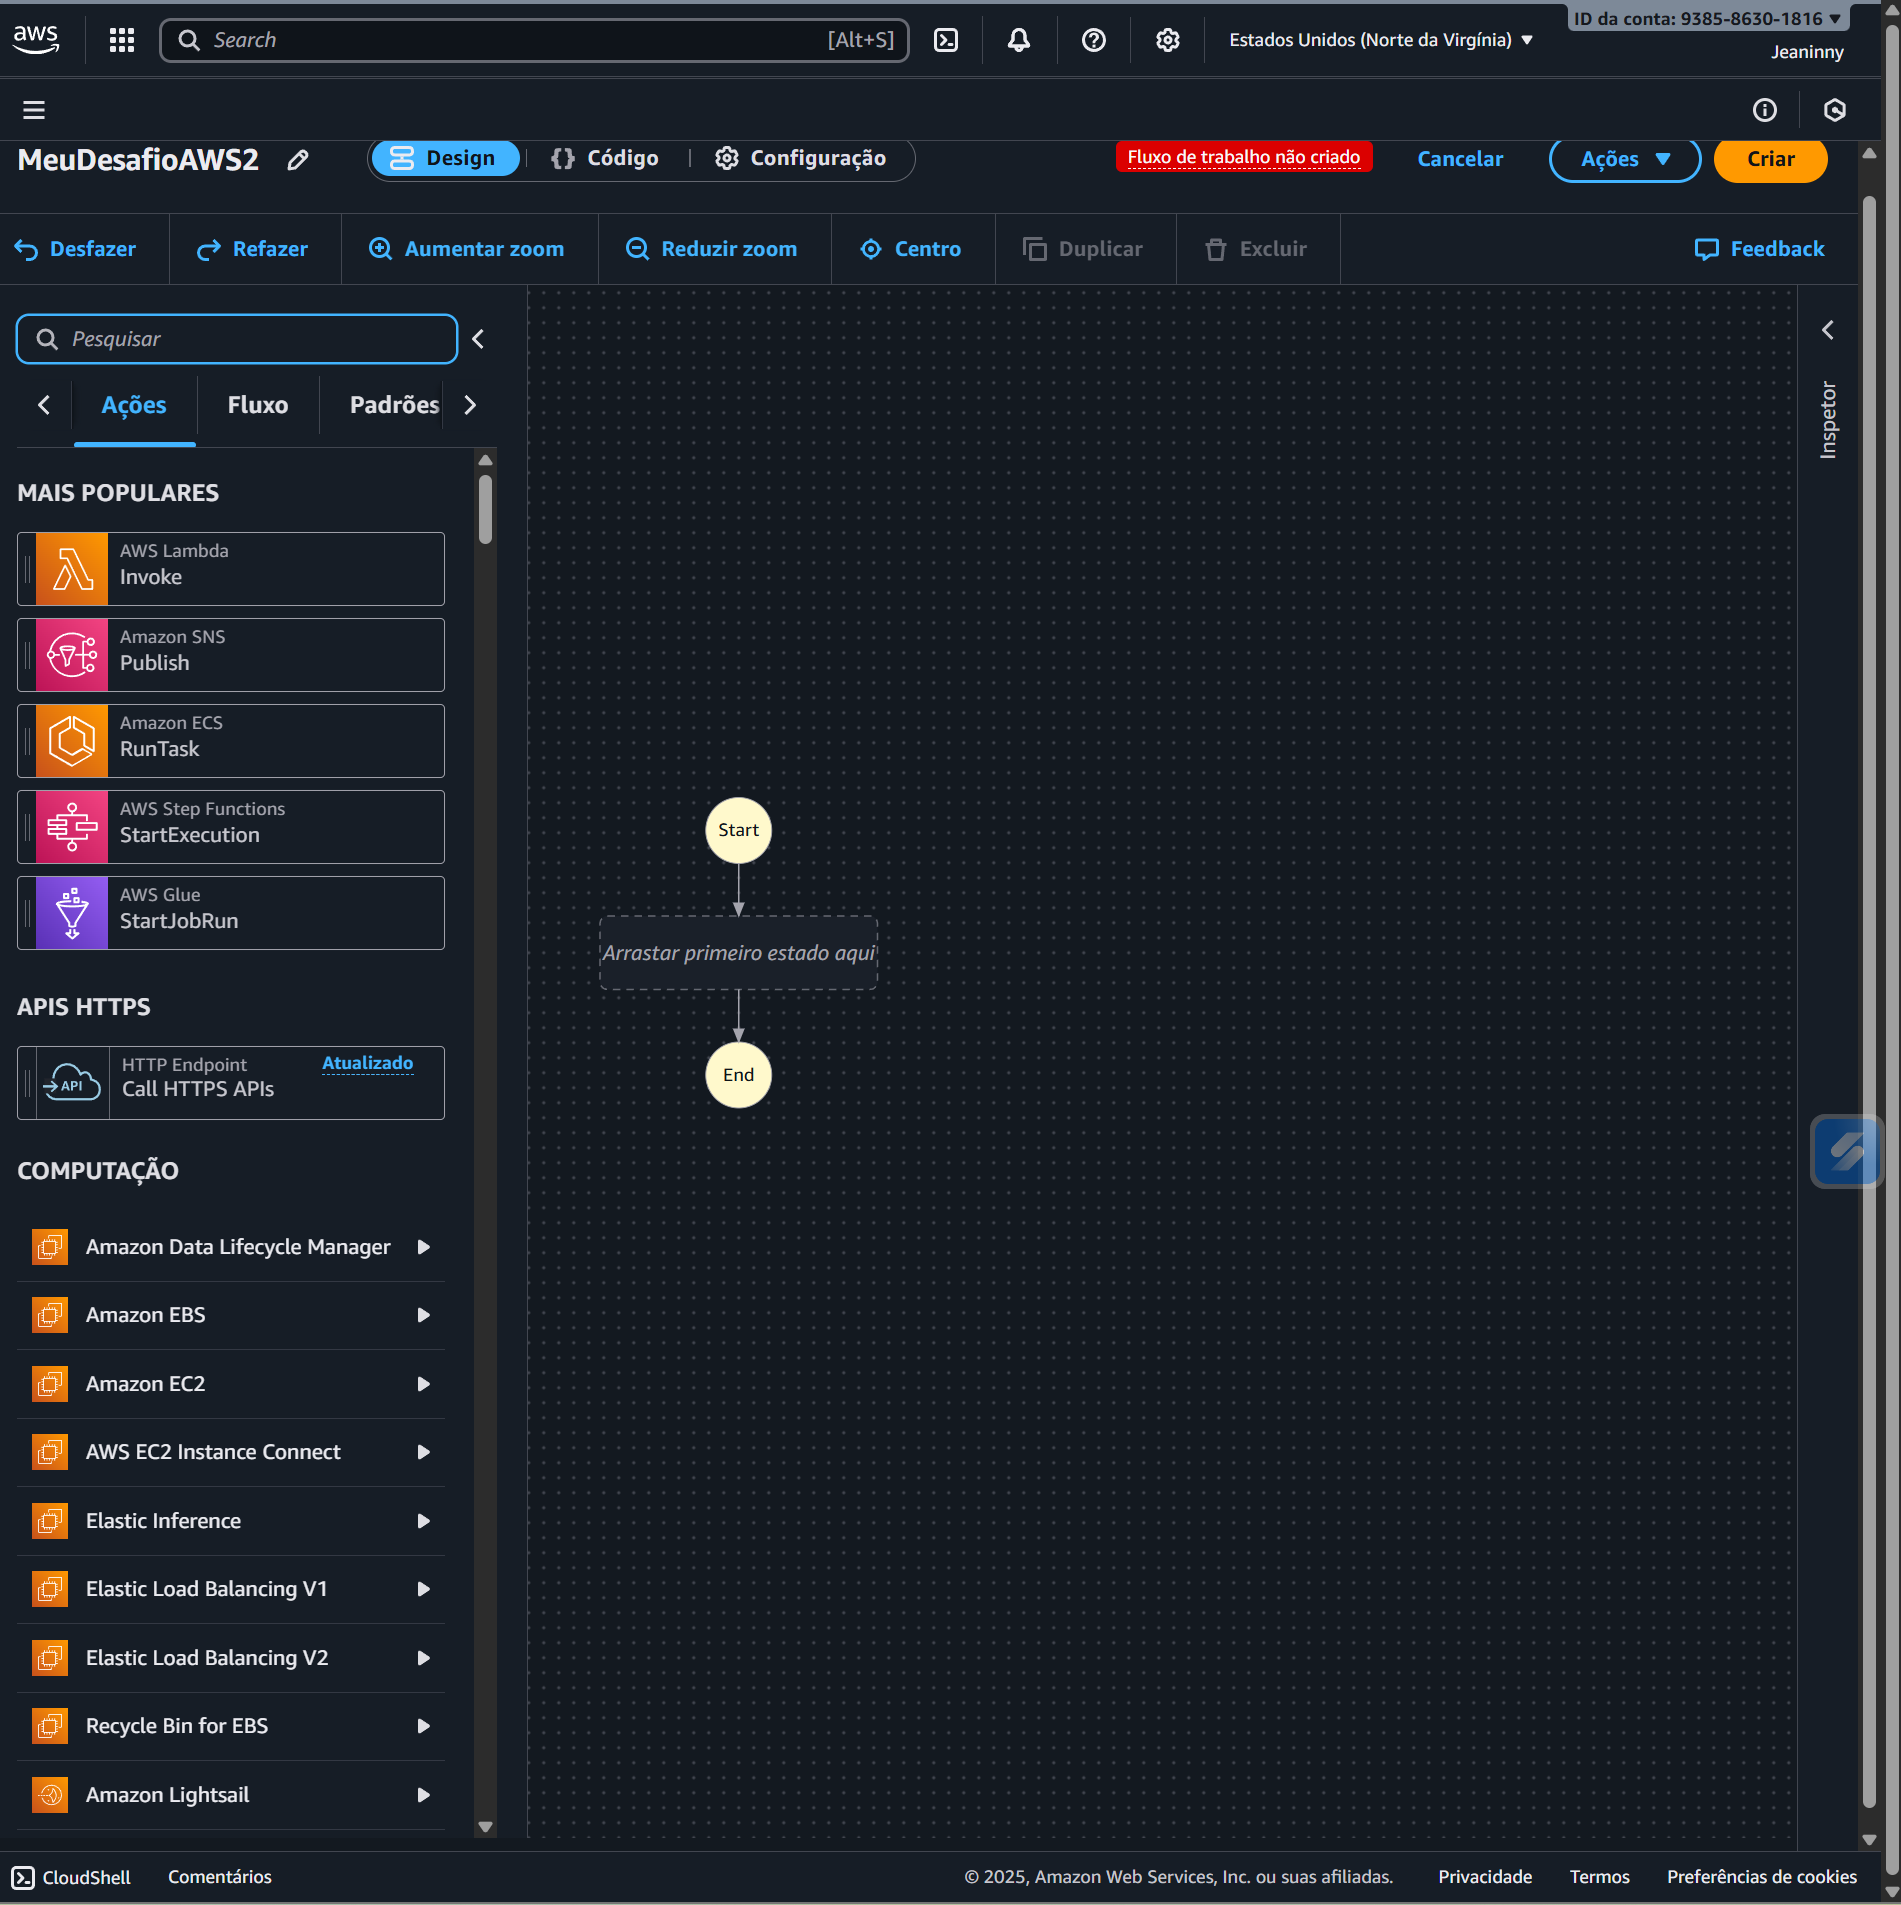 aws
Search
[Alt+S]
Estados Unidos (Norte da Virgínia)
ID da conta: 9385-8630-1816
Jeaninny
MeuDesafioAWS2
Design
Código
Configuração
Fluxo de trabalho não criado
Cancelar
Ações
Criar
Desfazer
Refazer
Aumentar zoom
Reduzir zoom
Centro
Duplicar
Excluir
Feedback
Pesquisar
Ações
Fluxo
Padrões
Inspetor
MAIS POPULARES
AWS Lambda
Invoke
Amazon SNS
Publish
Amazon ECS
RunTask
AWS Step Functions
StartExecution
AWS Glue
StartJobRun
APIS HTTPS
API
HTTP Endpoint
Atualizado
Call HTTPS APIs
COMPUTAÇÃO
Amazon Data Lifecycle Manager
Amazon EBS
Amazon EC2
AWS EC2 Instance Connect
Elastic Inference
Elastic Load Balancing V1
Elastic Load Balancing V2
Recycle Bin for EBS
Amazon Lightsail
Start
Arrastar primeiro estado aqui
End
CloudShell
Comentários
© 2025, Amazon Web Services, Inc. ou suas afiliadas.
Privacidade
Termos
Preferências de cookies